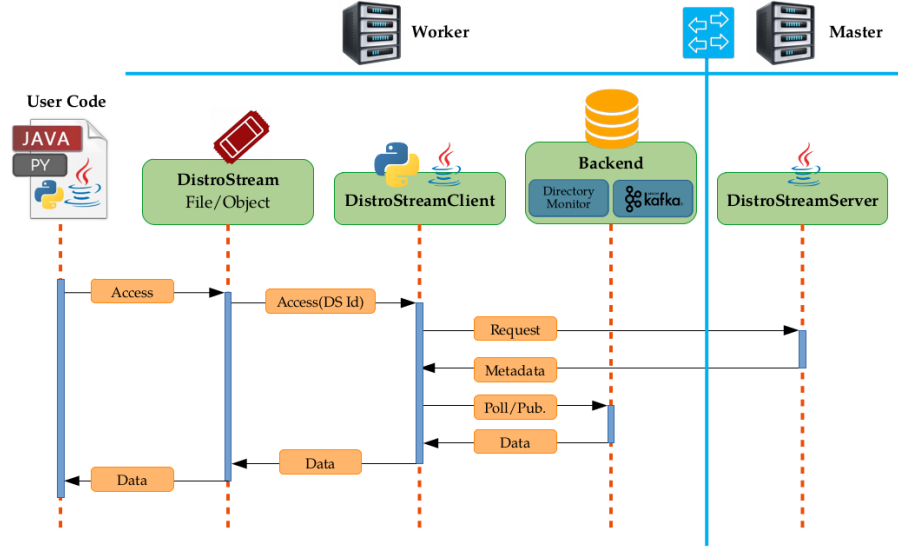 Worker
Master
User Code
JAVA
PY
DistroStream
File/Object
DistroStreamClient
Backend
Directory
Monitor
kafka
DistroStreamServer
Access
Access(DS Id)
Request
Metadata
Poll/Pub.
Data
Data
Data